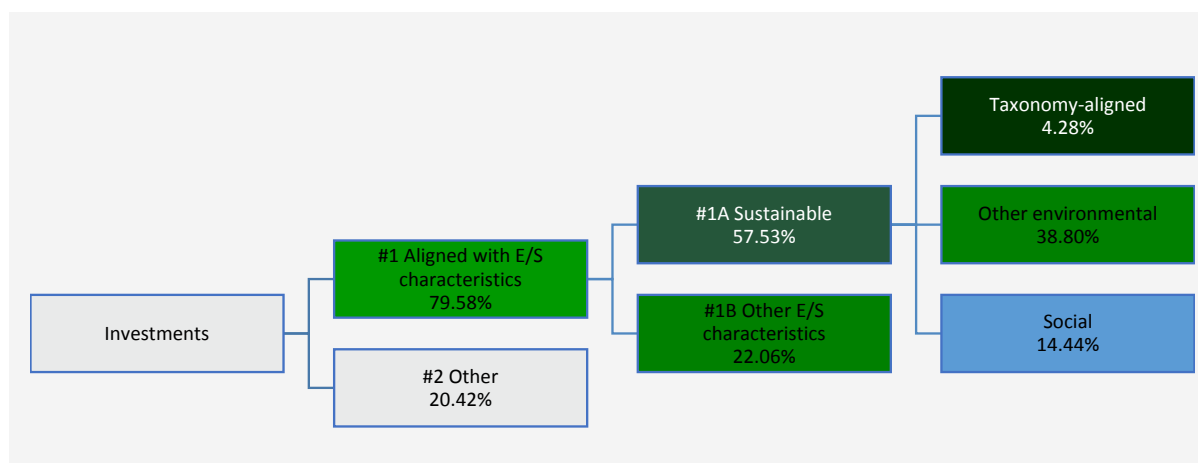 Investments
#1 Aligned with E/S
characteristics
79.58%
#2 Other
20.42%
#1A Sustainable
57.53%
#1B Other E/S
characteristics
22.06%
Taxonomy-aligned
4.28%
Other environmental
38.80%
Social
14.44%